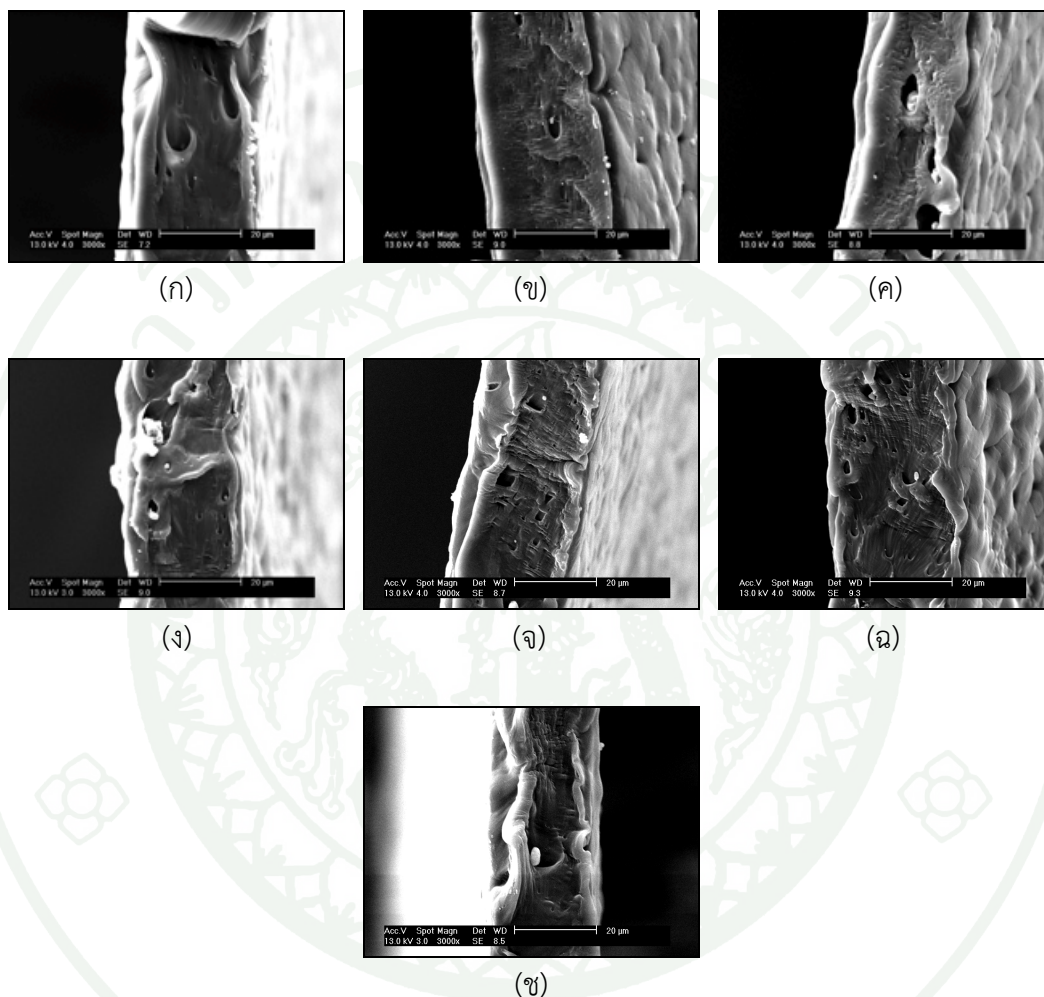 Acc.V Spot Magn Det WD 20 µm
13.0 kV 4.0 3000x SE 7.2
(ก)
Acc.V Spot Magn Det WD 20 µm
13.0 kV 4.0 3000x SE 9.0
(ข)
Acc.V Spot Magn Det WD 20 µm
13.0 kV 4.0 3000x SE 8.8
(ค)
Acc.V Spot Magn Det WD 20 µm
13.0 kV 3.0 3000x SE 9.0
(ง)
Acc.V Spot Magn Det WD 20 µm
13.0 kV 4.0 3000x SE 8.7
(จ)
Acc.V Spot Magn Det WD 20 µm
13.0 kV 4.0 3000x SE 9.3
(ฉ)
Acc.V Spot Magn Det WD 20 µm
13.0 kV 3.0 3000x SE 8.5
(ช)